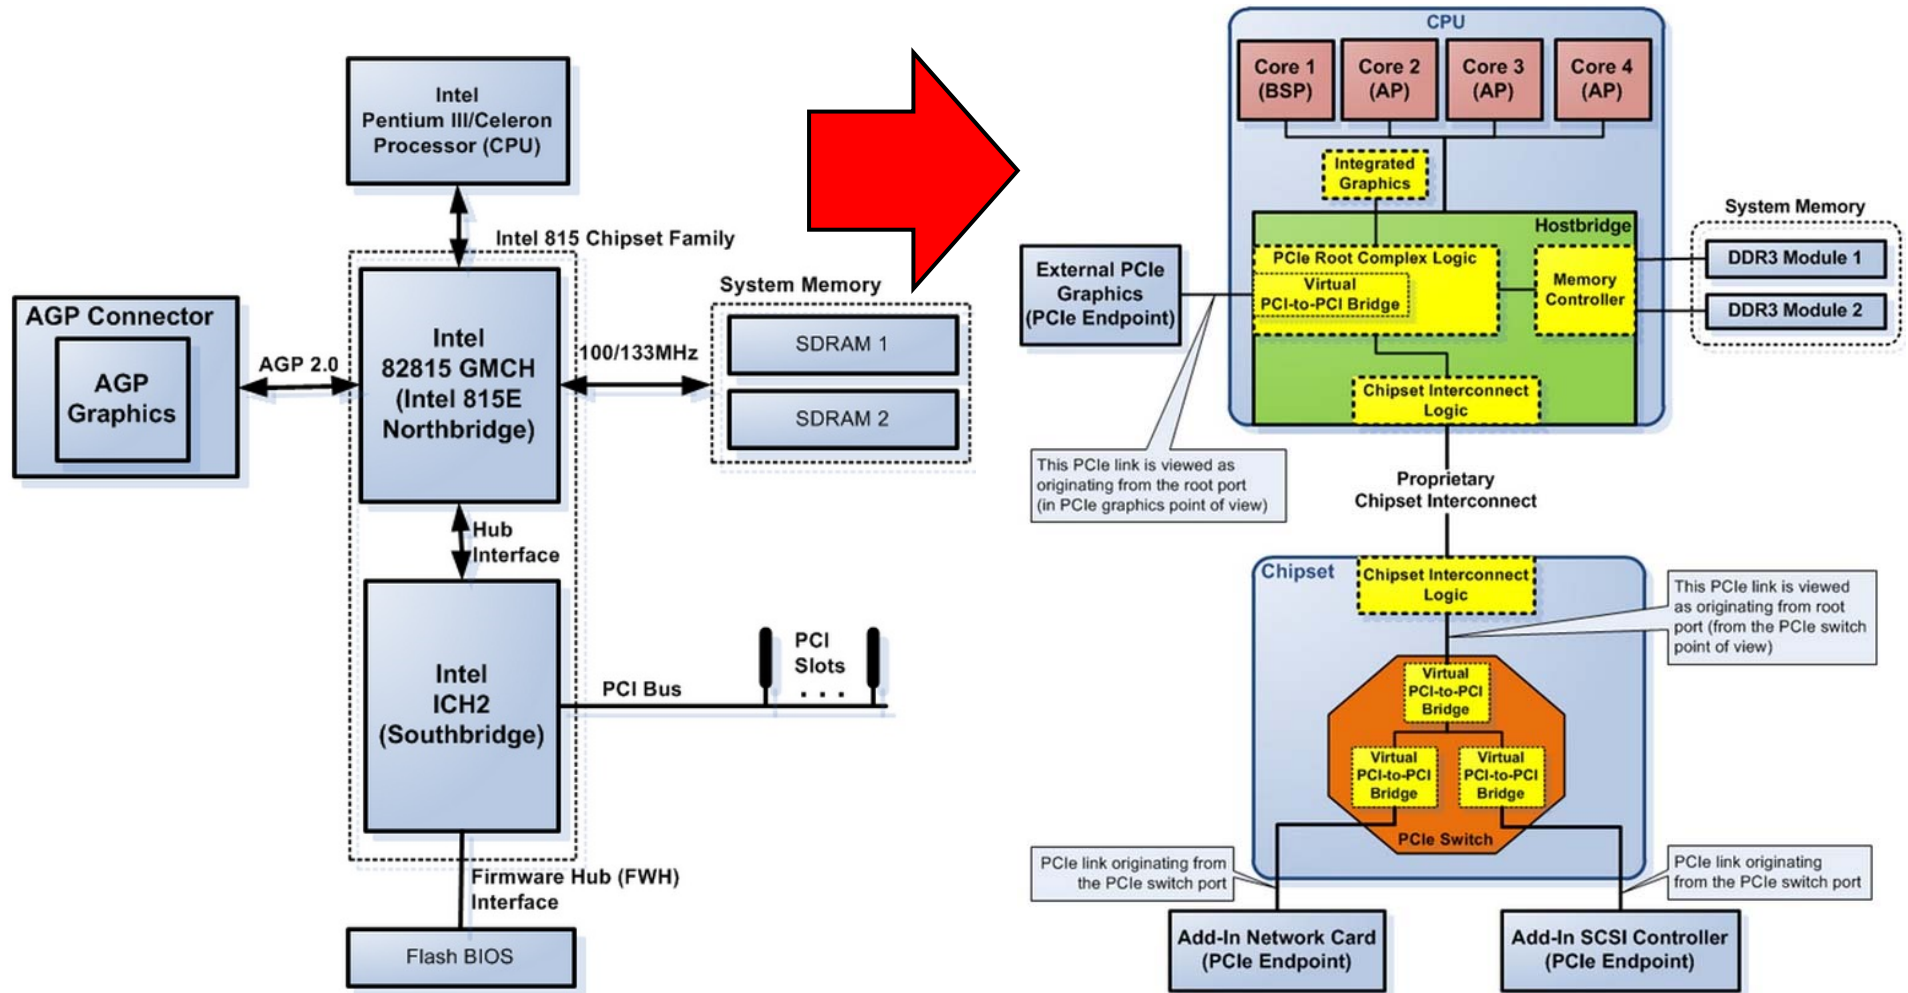 Intel
Pentium III/Celeron
Processor (CPU)
Intel 815 Chipset Family
AGP Connector
AGP
Graphics
AGP 2.0
Intel
82815 GMCH
(Intel 815E
Northbridge)
100/133MHz
System Memory
SDRAM 1
SDRAM 2
Hub
Interface
Intel
ICH2
(Southbridge)
PCI Bus
PCI
Slots
. . .
Firmware Hub (FWH)
Interface
Flash BIOS
CPU
Core 1
(BSP)
Core 2
(AP)
Core 3
(AP)
Core 4
(AP)
Integrated
Graphics
Hostbridge
PCIe Root Complex Logic
Virtual
PCI-to-PCI Bridge
Memory
Controller
System Memory
DDR3 Module 1
DDR3 Module 2
External PCIe
Graphics
(PCIe Endpoint)
Chipset Interconnect
Logic
This PCIe link is viewed as
originating from the root port
(in PCIe graphics point of view)
Proprietary
Chipset Interconnect
Chipset
Chipset Interconnect
Logic
This PCIe link is viewed
as originating from root
port (from the PCIe switch
point of view)
Virtual
PCI-to-PCI
Bridge
Virtual
PCI-to-PCI
Bridge
Virtual
PCI-to-PCI
Bridge
PCIe Switch
PCIe link originating from
the PCIe switch port
PCIe link originating
from the PCIe switch port
Add-In Network Card
(PCIe Endpoint)
Add-In SCSI Controller
(PCIe Endpoint)